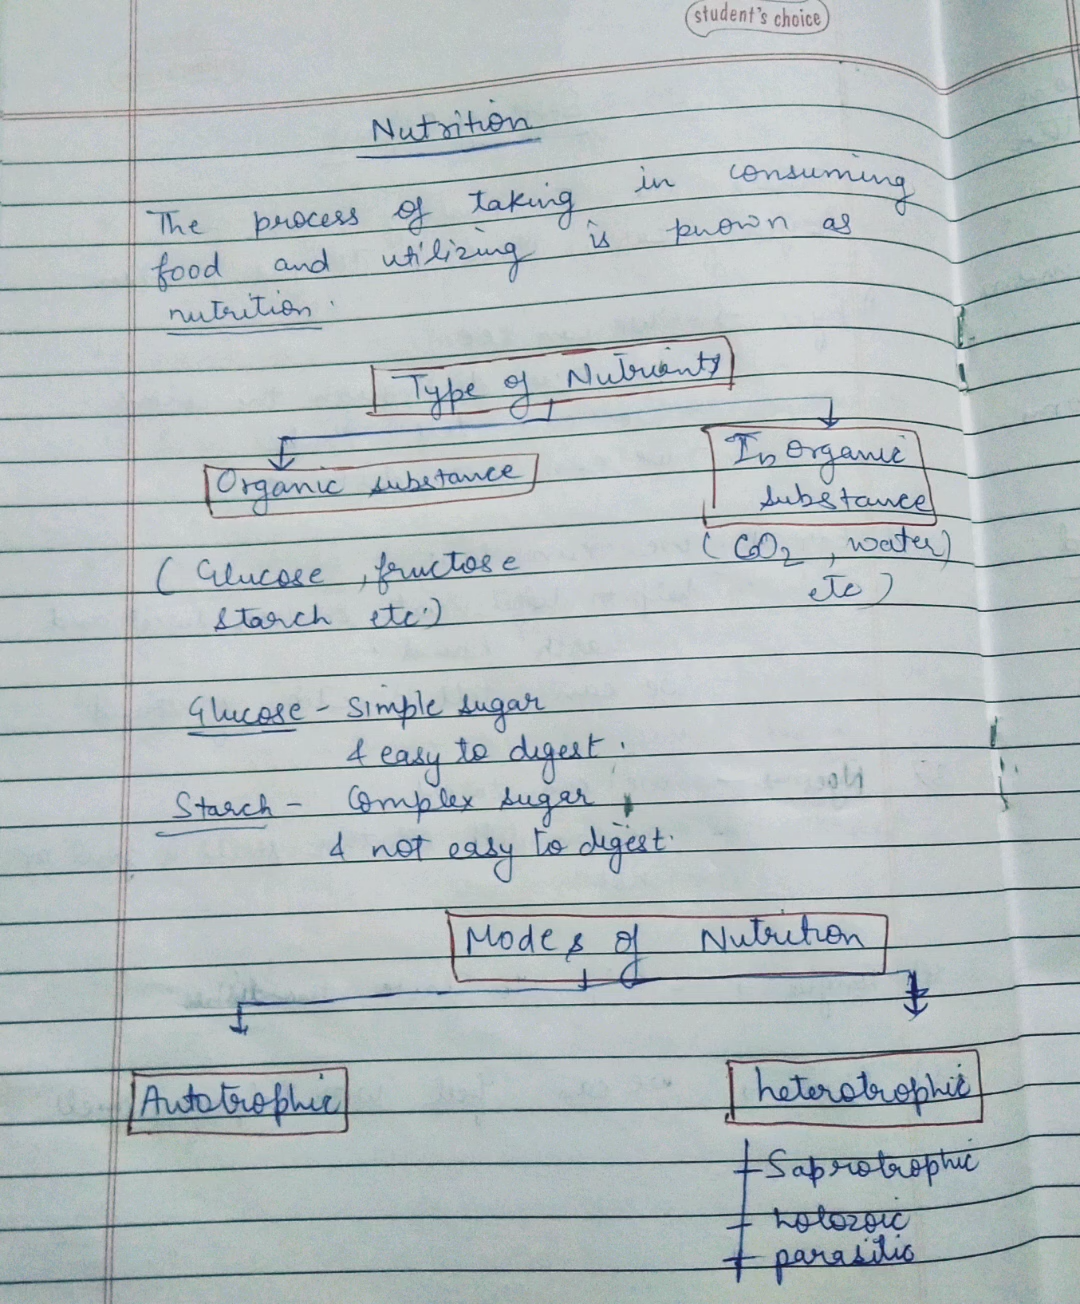 student's choice
Nutrition
The process of taking in consuming
food and utilizing is known as
nutrition.
Type of Nutrients
Organic substance
Inorganic
substance
(Glucose, fructose
starch etc.)
(CO2, water)
etc)
Glucose - simple sugar
& easy to digest.
Starch - Complex sugar
& not easy to digest.
Modes of Nutrition
Autotrophic
heterotrophic
Saprotrophic
holozoic
parasitic